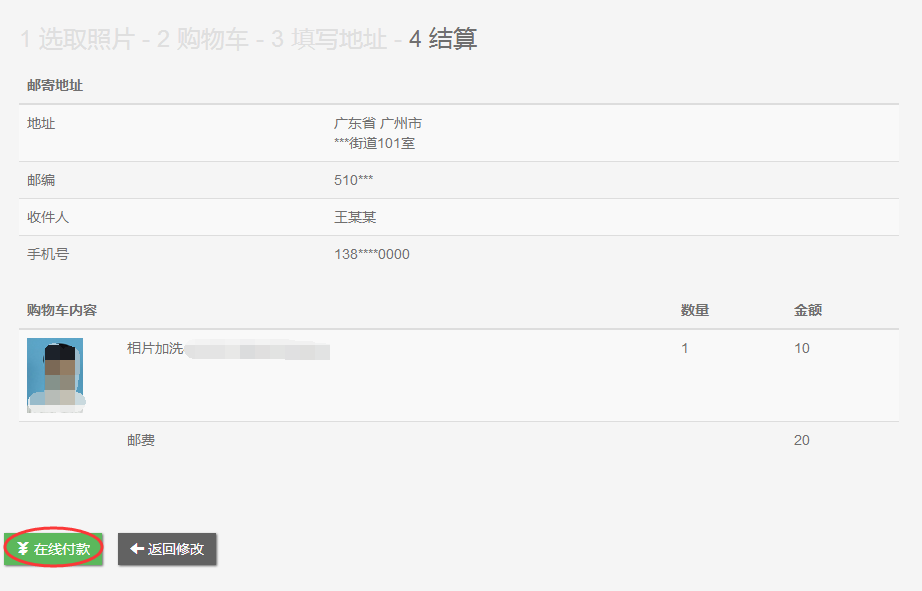 1 选取照片 - 2 购物车 - 3 填写地址 - 4 结算
邮寄地址
地址 广东省 广州市
***街道101室
邮编 510***
收件人 王某某
手机号 138****0000
购物车内容 数量 金额
相片加洗 1 10
邮费 20
在线付款 返回修改